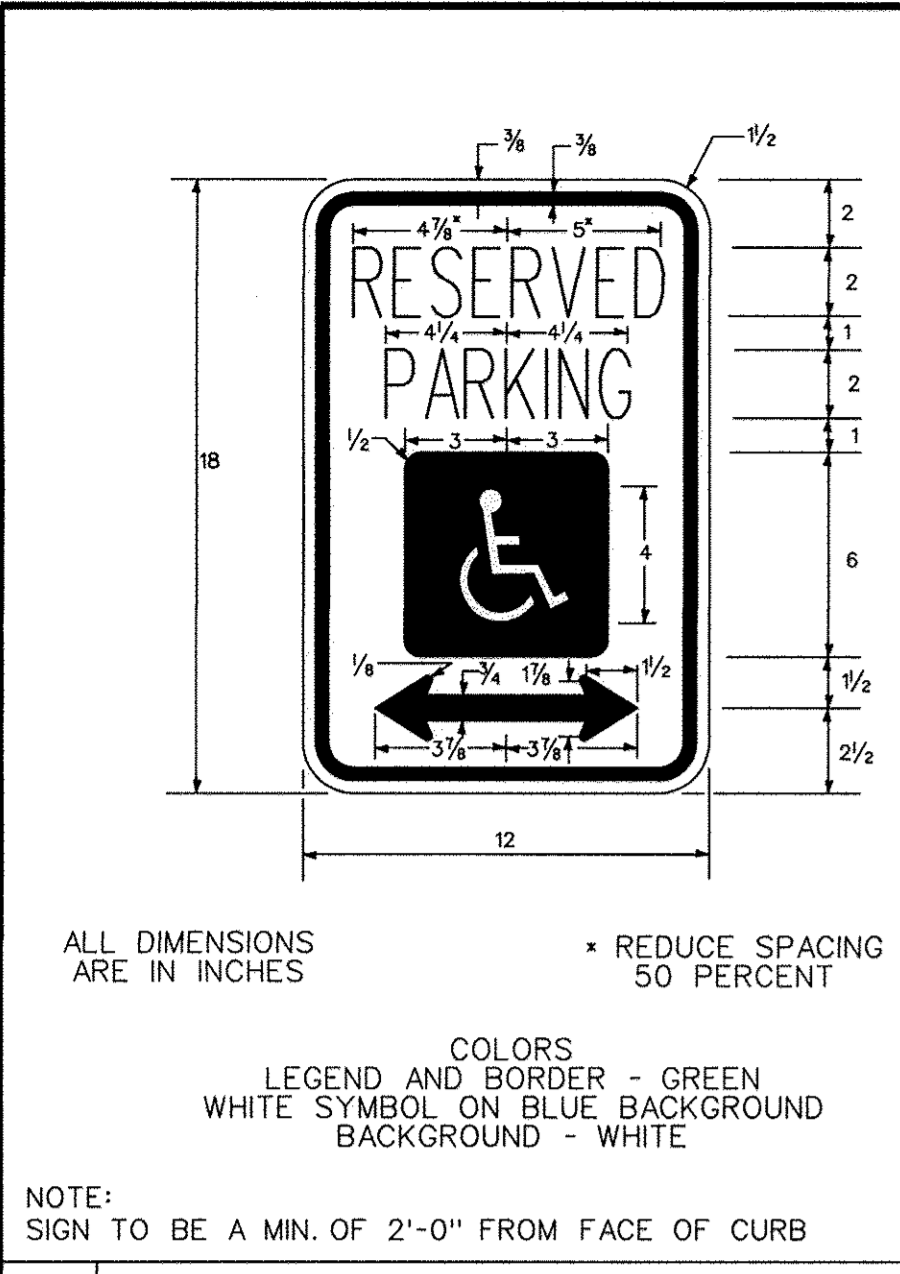 3/8 3/8 1 1/2
4 7/8* 5* 2
RESERVED 2
4 1/4 4 1/4 1
PARKING 2
1/2 3 3 1
18
4 6
1/8 3/4 1 7/8 1 1/2 1 1/2
3 7/8 3 7/8 2 1/2
12
ALL DIMENSIONS
ARE IN INCHES
* REDUCE SPACING
50 PERCENT
COLORS
LEGEND AND BORDER - GREEN
WHITE SYMBOL ON BLUE BACKGROUND
BACKGROUND - WHITE
NOTE:
SIGN TO BE A MIN. OF 2'-0" FROM FACE OF CURB